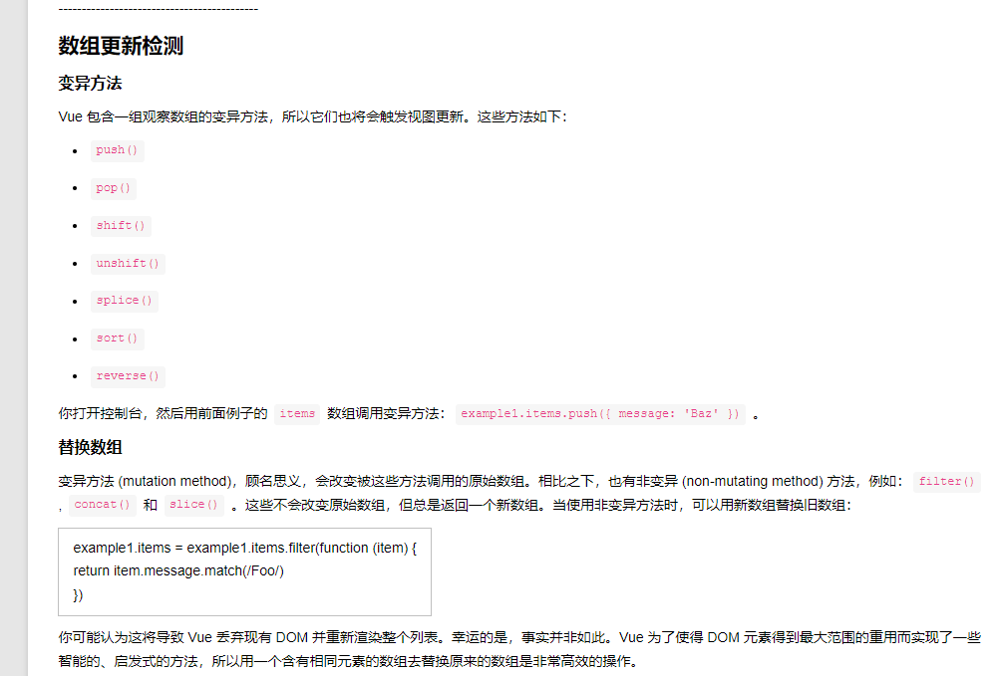 -------------------------------------------
数组更新检测
变异方法
Vue 包含一组观察数组的变异方法，所以它们也将会触发视图更新。这些方法如下：
• push()
• pop()
• shift()
• unshift()
• splice()
• sort()
• reverse()
你打开控制台，然后用前面例子的 items 数组调用变异方法： example1.items.push({ message: 'Baz' }) 。
替换数组
变异方法 (mutation method)，顾名思义，会改变被这些方法调用的原始数组。相比之下，也有非变异 (non-mutating method) 方法，例如： filter()
, concat() 和 slice() 。这些不会改变原始数组，但总是返回一个新数组。当使用非变异方法时，可以用新数组替换旧数组：
example1.items = example1.items.filter(function (item) {
return item.message.match(/Foo/)
})
你可能认为这将导致 Vue 丢弃现有 DOM 并重新渲染整个列表。幸运的是，事实并非如此。Vue 为了使得 DOM 元素得到最大范围的重用而实现了一些
智能的、启发式的方法，所以用一个含有相同元素的数组去替换原来的数组是非常高效的操作。